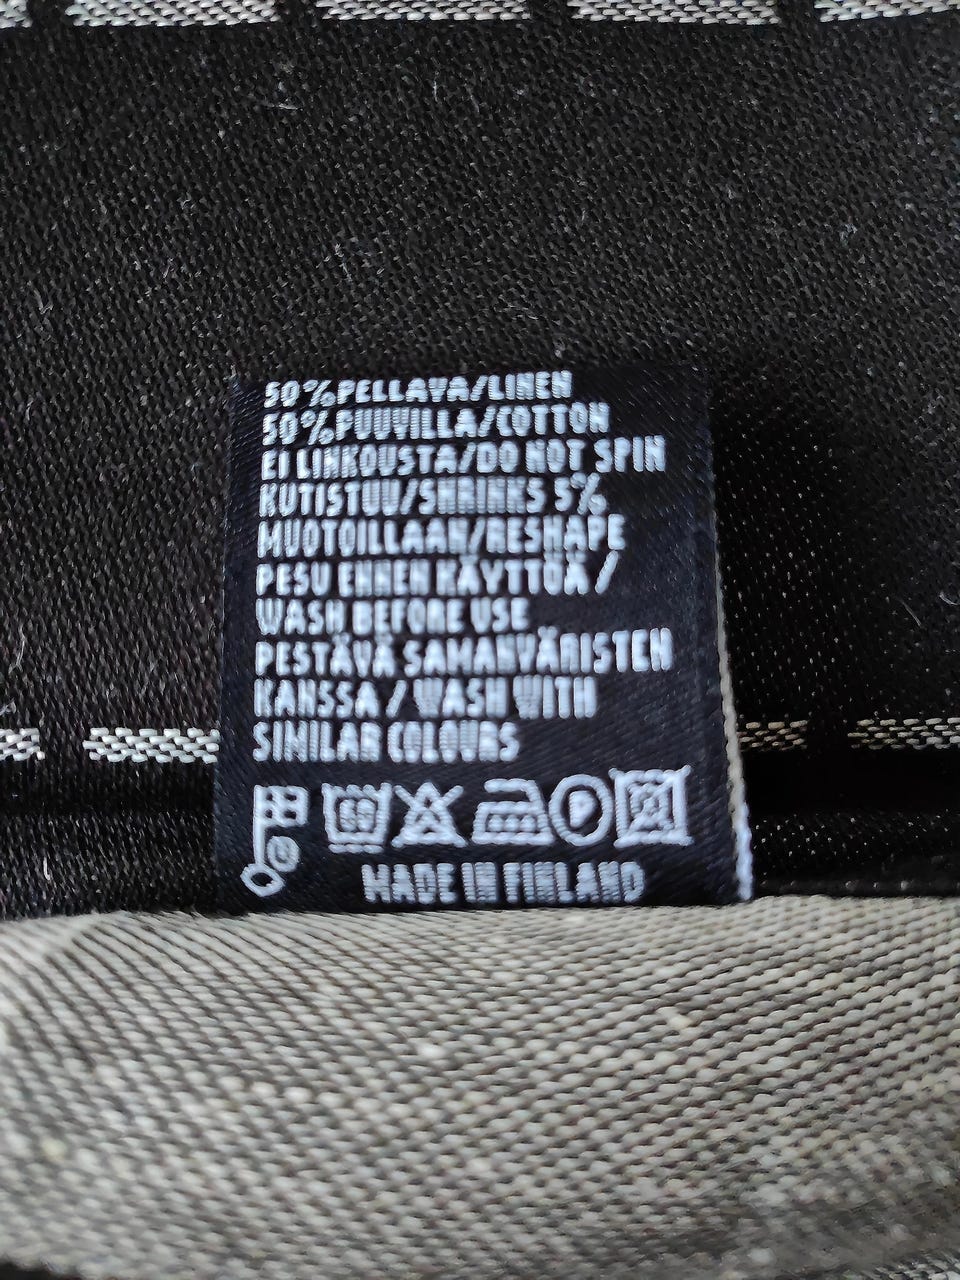 50% PELLAVA/LINEN
50% PUUVILLA/COTTON
EI LINKOUSTA/DO NOT SPIN
KUTISTUU/SHRINKS 5%
MUOTOILLAAN/RESHAPE
PESU ENNEN KÄYTTÖÄ /
WASH BEFORE USE
PESTÄVÄ SAMANVÄRISTEN
KANSSA / WASH WITH
SIMILAR COLOURS
60 P
MADE IN FINLAND